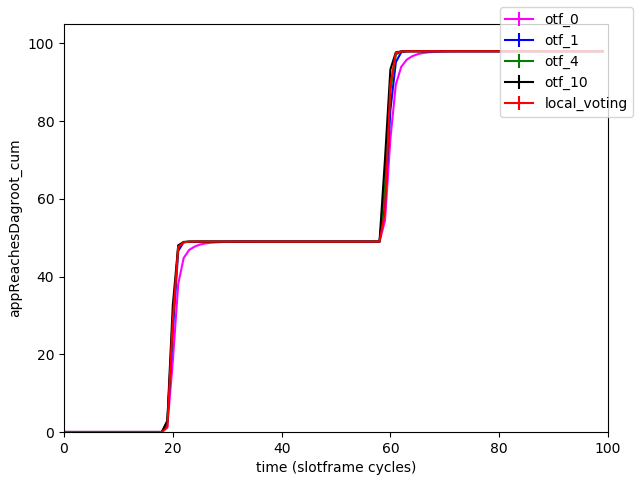 otf_0
otf_1
otf_4
otf_10
local_voting
100
80
60
40
20
0
appReachesDagroot_cum
0 20 40 60 80 100
time (slotframe cycles)